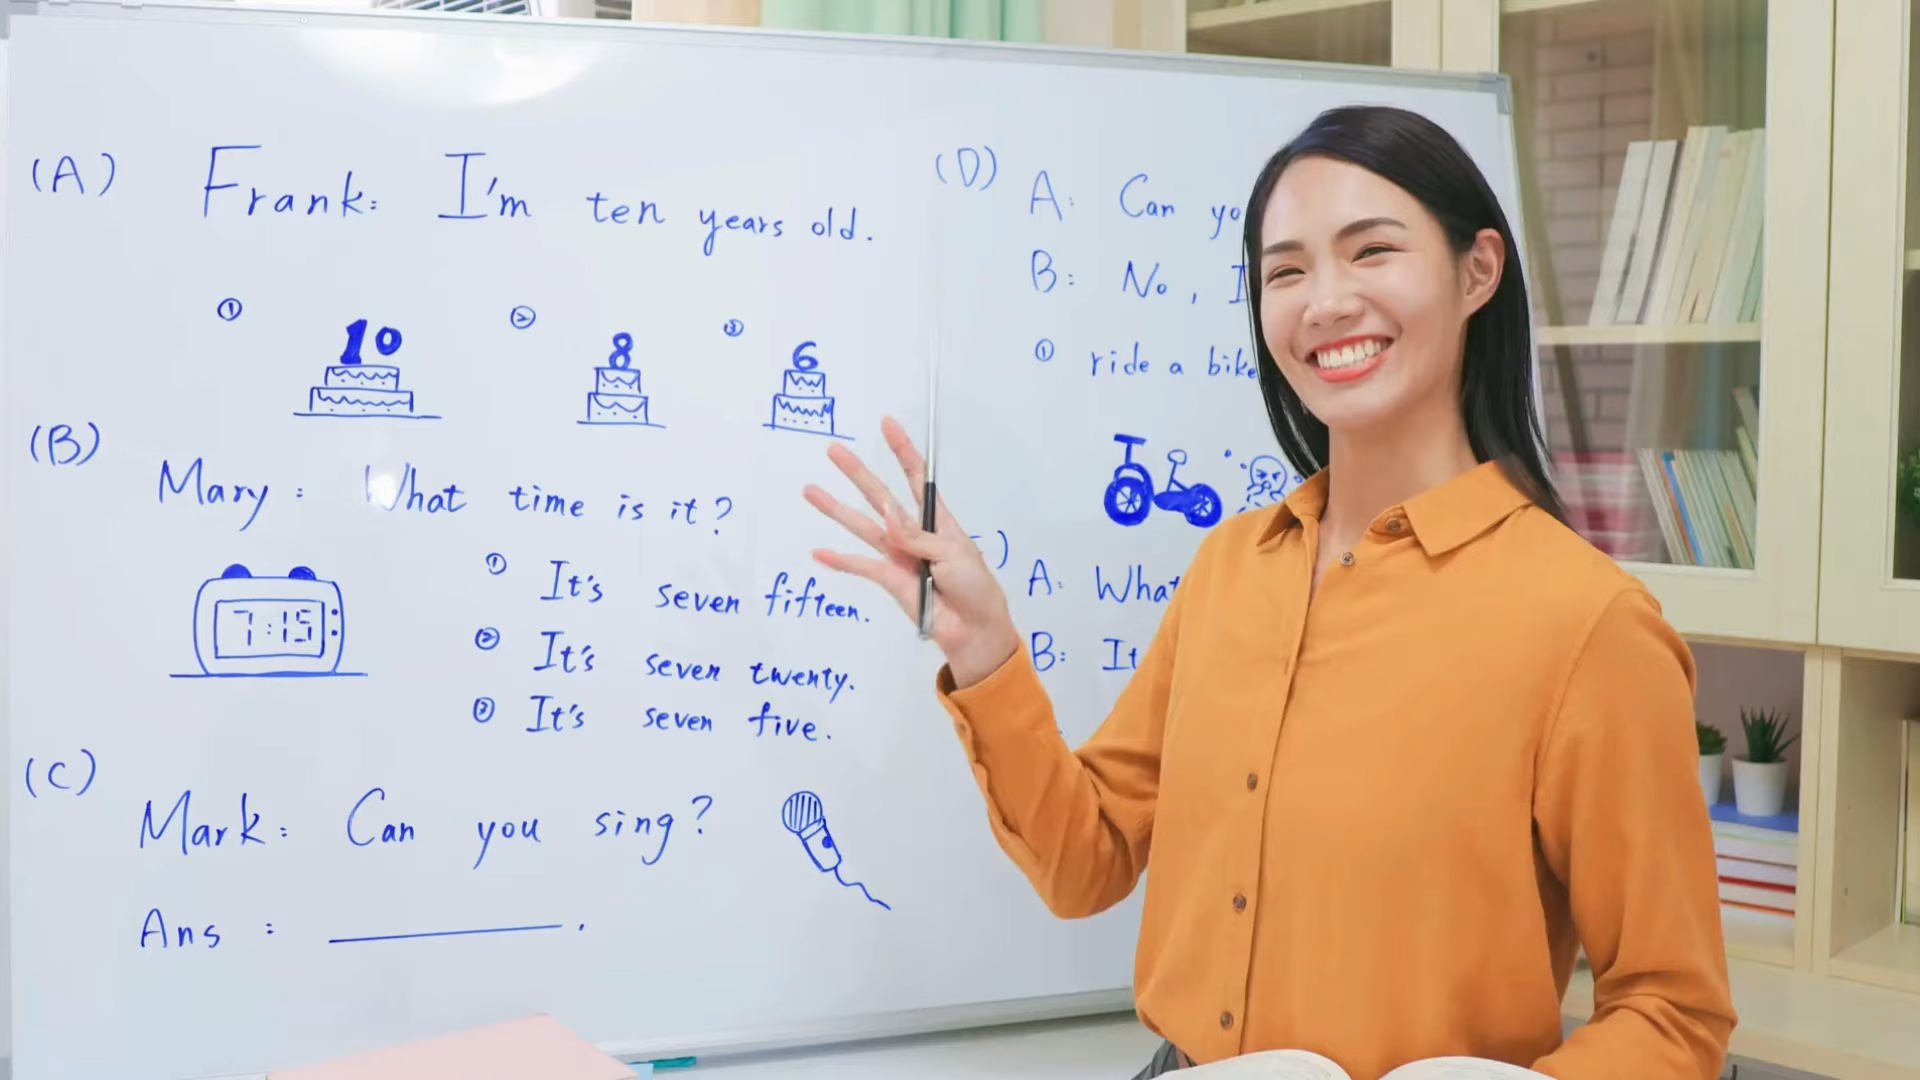 (A) Frank: I'm ten years old.
① ② ③
10 8 6
(B)
Mary: What time is it?
7:15
① It's seven fifteen.
② It's seven twenty.
③ It's seven five.
(C)
Mark: Can you sing?
Ans: ________.
(D) A: Can
B: No, I
① ride a bike
A: What
B: It